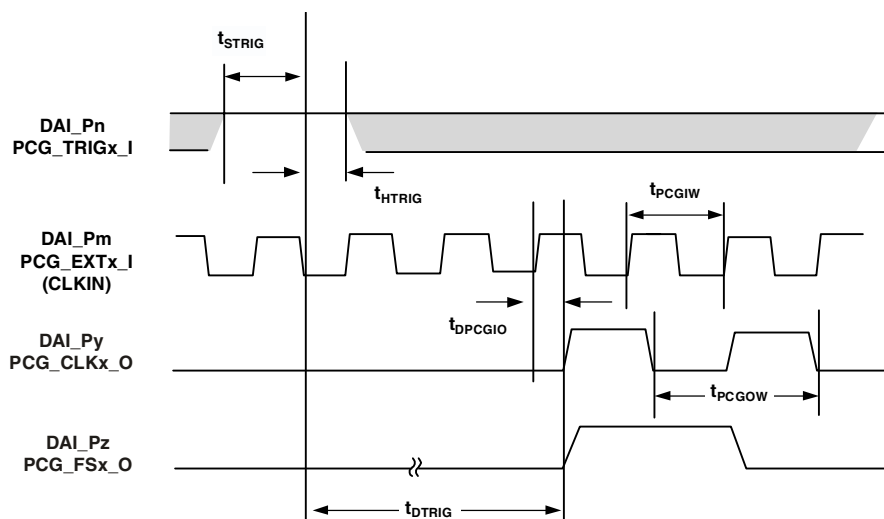 tSTRIG
DAI_Pn
PCG_TRIGx_I
tHTRIG
tPCGIW
DAI_Pm
PCG_EXTx_I
(CLKIN)
tDPCGIO
DAI_Py
PCG_CLKx_O
tPCGOW
DAI_Pz
PCG_FSx_O
tDTRIG